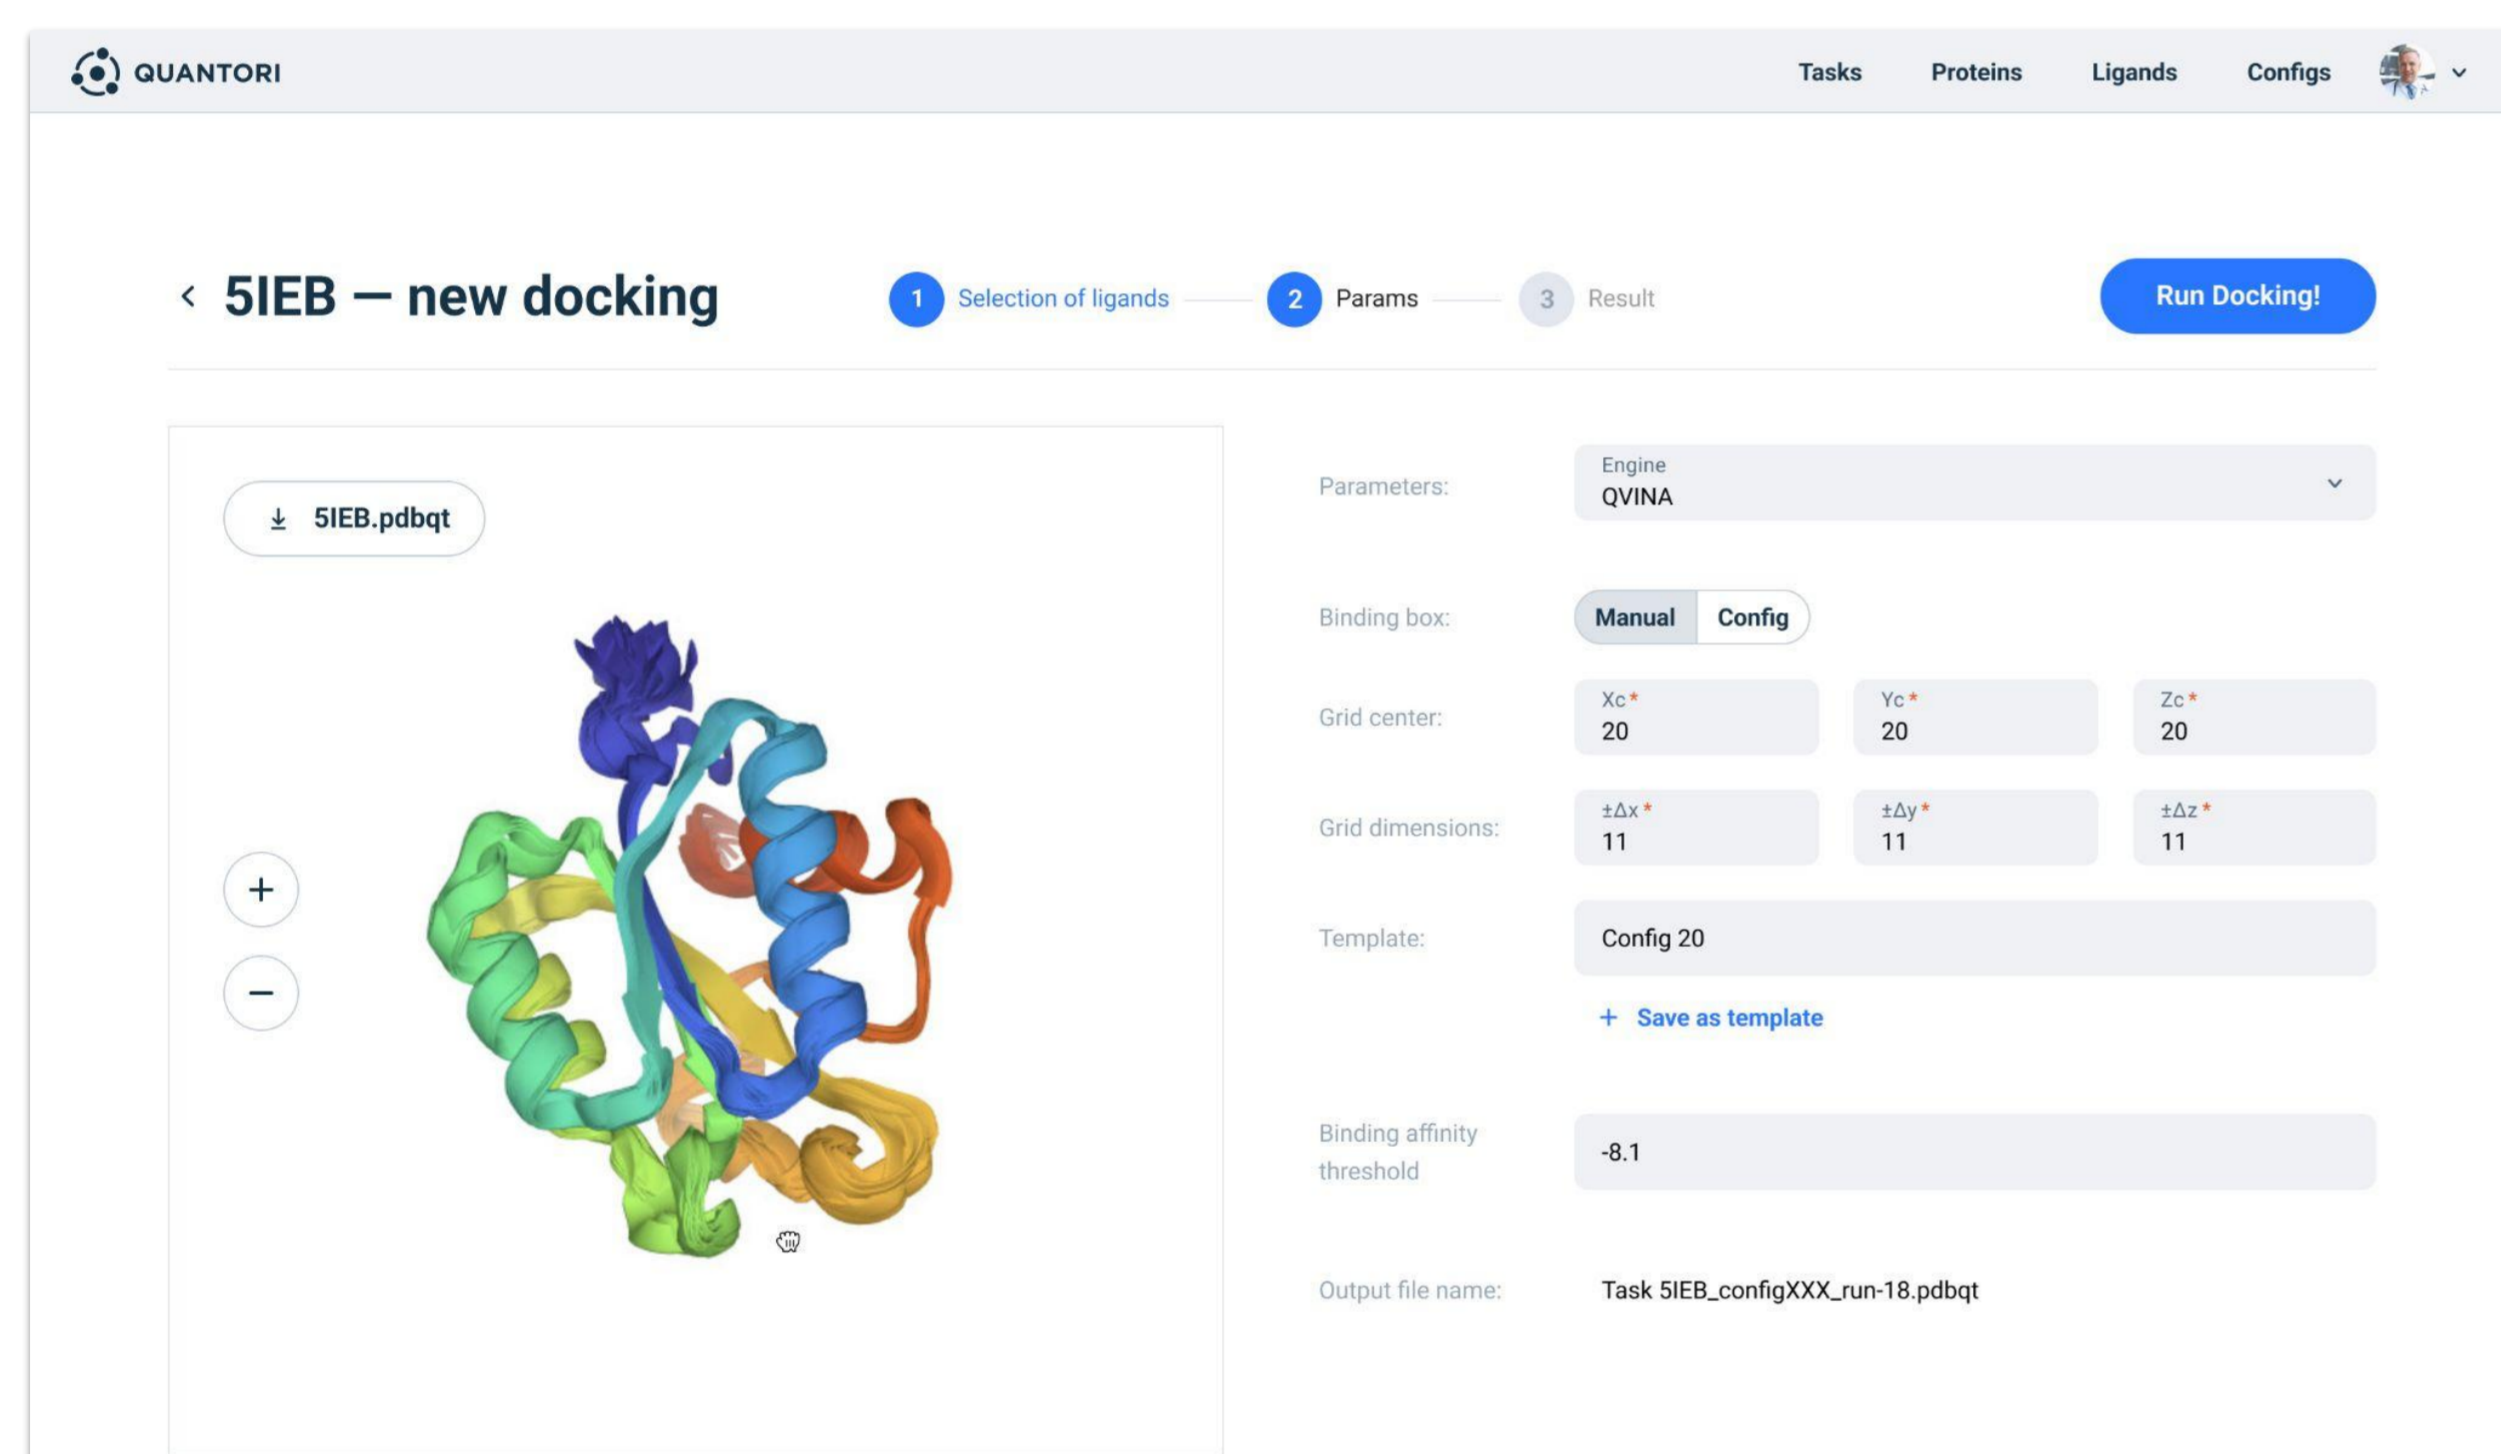 QUANTORI
Tasks Proteins Ligands Configs
5IEB — new docking
1 Selection of ligands 2 Params 3 Result
Run Docking!
5IEB.pdbqt
+
−
Parameters:
Engine
QVINA
Binding box:
Manual Config
Grid center:
Xc * Yc * Zc *
20 20 20
Grid dimensions:
±Δx * ±Δy * ±Δz *
11 11 11
Template:
Config 20
+ Save as template
Binding affinity
threshold
-8.1
Output file name:
Task 5IEB_configXXX_run-18.pdbqt